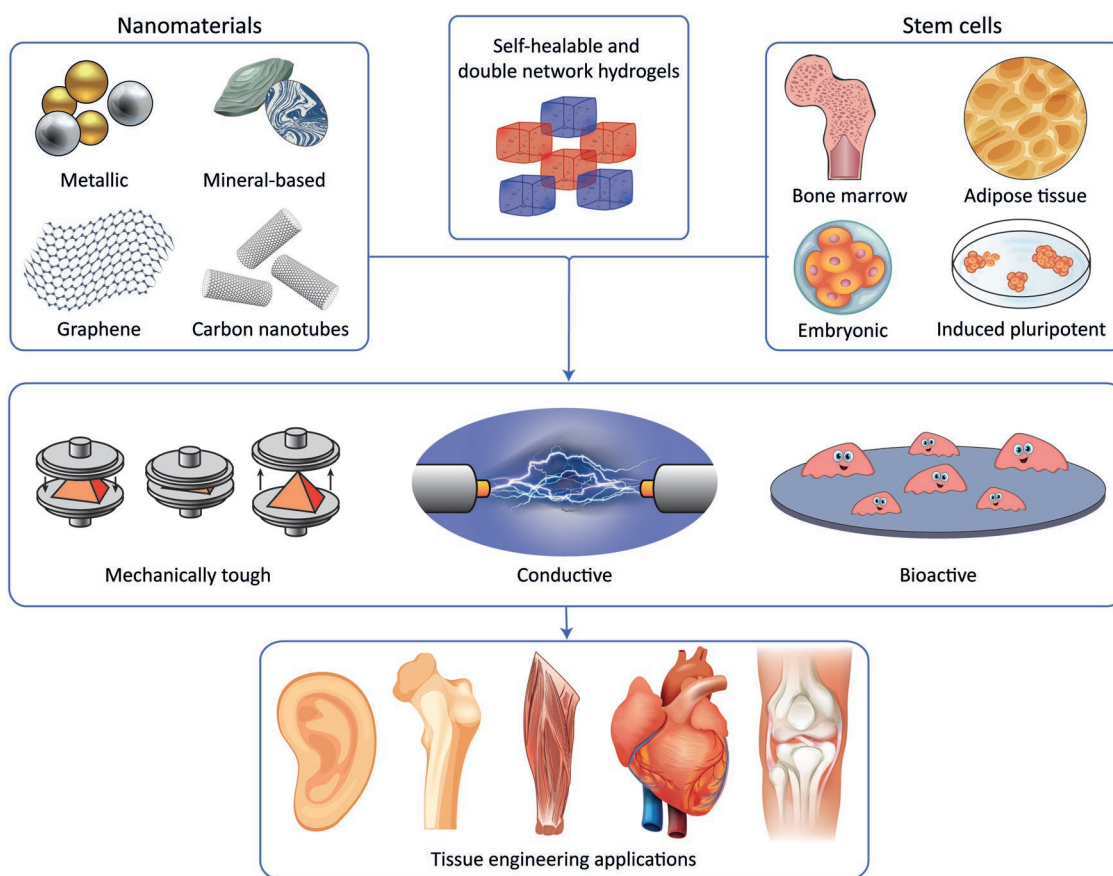 Nanomaterials
Metallic
Mineral-based
Graphene
Carbon nanotubes
Self-healable and
double network hydrogels
Stem cells
Bone marrow
Adipose tissue
Embryonic
Induced pluripotent
Mechanically tough
Conductive
Bioactive
Tissue engineering applications